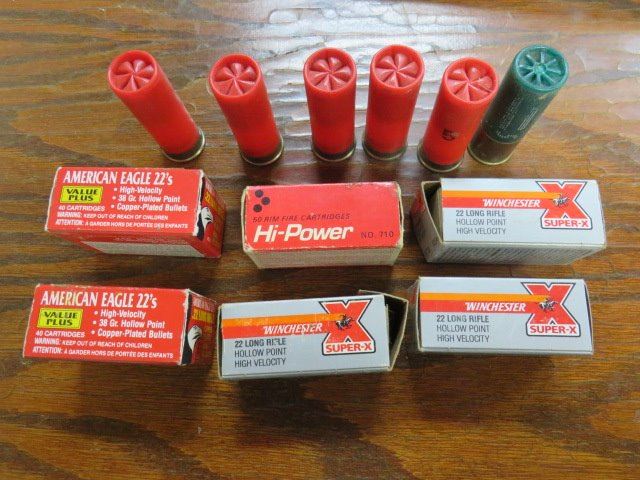 AMERICAN EAGLE 22's
VALUE PLUS
• High-Velocity
• 38 Gr. Hollow Point
• Copper-Plated Bullets
40 CARTRIDGES
WARNING: KEEP OUT OF REACH OF CHILDREN
ATTENTION: À GARDER HORS DE PORTÉE DES ENFANTS
50 RIM FIRE CARTRIDGES
Hi-Power NO. 710
WINCHESTER
X
SUPER-X
22 LONG RIFLE
HOLLOW POINT
HIGH VELOCITY
AMERICAN EAGLE 22's
VALUE PLUS
• High-Velocity
• 38 Gr. Hollow Point
• Copper-Plated Bullets
40 CARTRIDGES
WARNING: KEEP OUT OF REACH OF CHILDREN
ATTENTION: À GARDER HORS DE PORTÉE DES ENFANTS
WINCHESTER
X
SUPER-X
22 LONG RIFLE
HOLLOW POINT
HIGH VELOCITY
WINCHESTER
X
SUPER-X
22 LONG RIFLE
HOLLOW POINT
HIGH VELOCITY